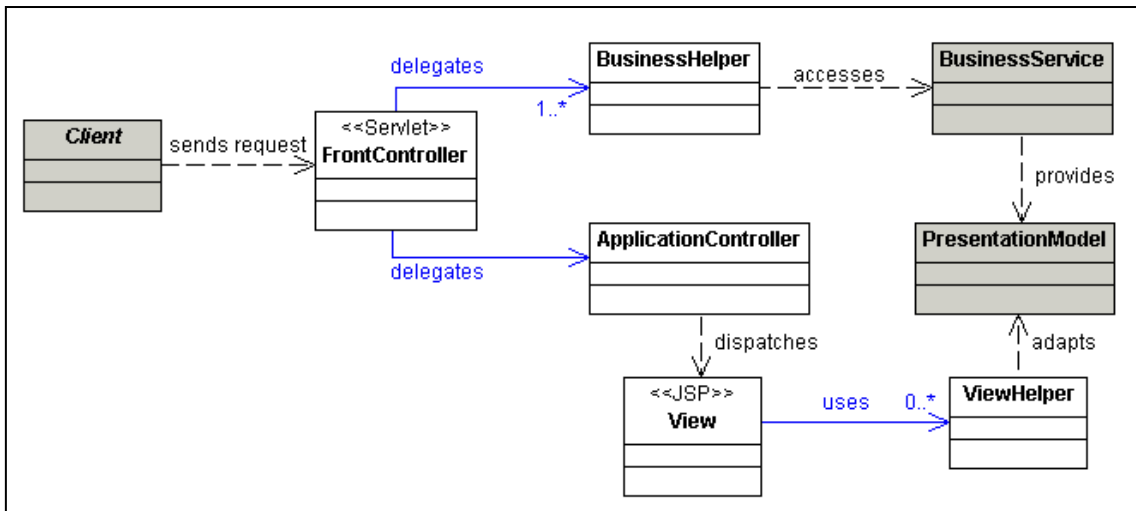 BusinessHelper
BusinessService
delegates
accesses
1..*
<<Servlet>>
FrontController
Client
sends request
provides
ApplicationController
PresentationModel
delegates
dispatches
adapts
<<JSP>>
View
uses
0..*
ViewHelper